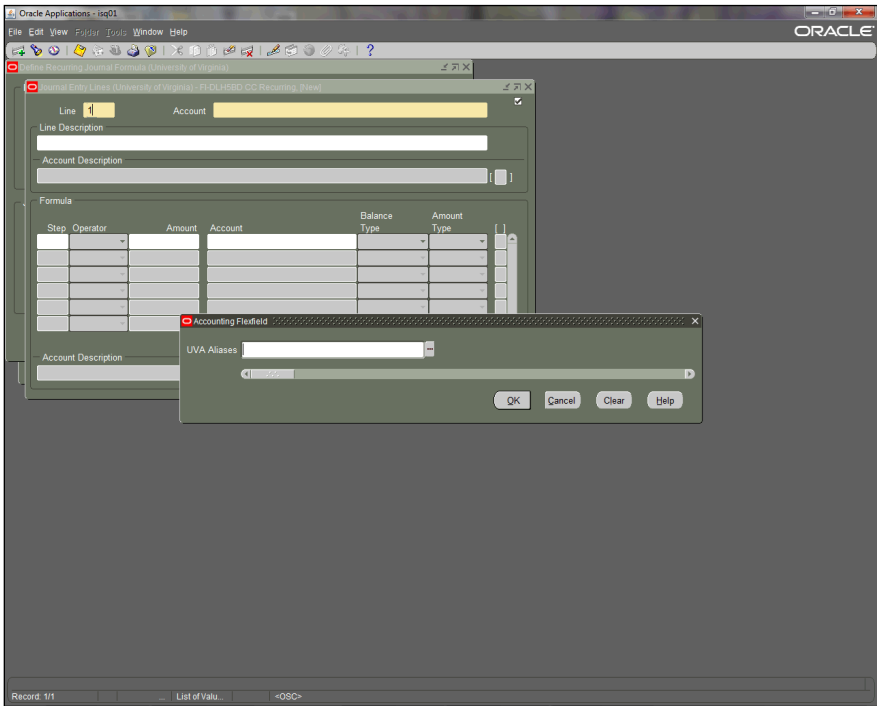 Oracle Applications - isq01
File Edit View Folder Tools Window Help
ORACLE
Define Recurring Journal Formula (University of Virginia)
Journal Entry Lines (University of Virginia) - FI-DLHSBD CC Recurring, [New]
Line 1 Account
Line Description
Account Description
[ ]
Formula
Balance Amount
Step Operator Amount Account Type Type [ ]
Accounting Flexfield
UVA Aliases
Account Description
OK Cancel Clear Help
Record: 1/1 ... List of Valu... <OSC>